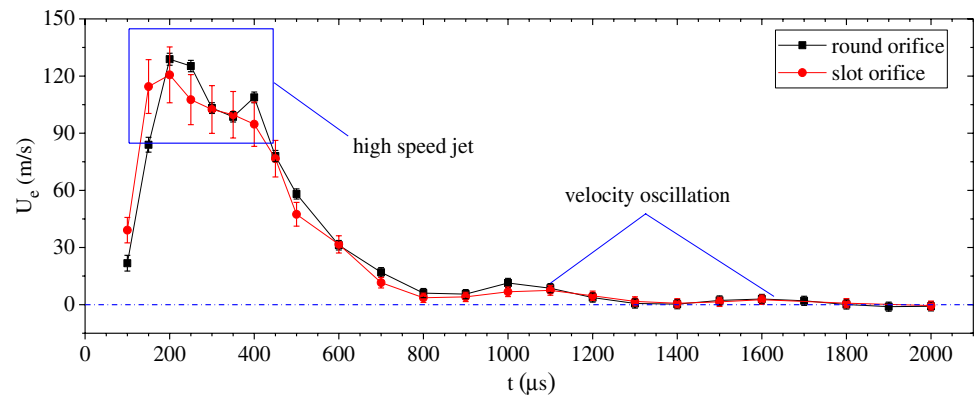 150
120
90
60
30
0
U_e (m/s)
round orifice
slot orifice
high speed jet
velocity oscillation
0 200 400 600 800 1000 1200 1400 1600 1800 2000
t (μs)